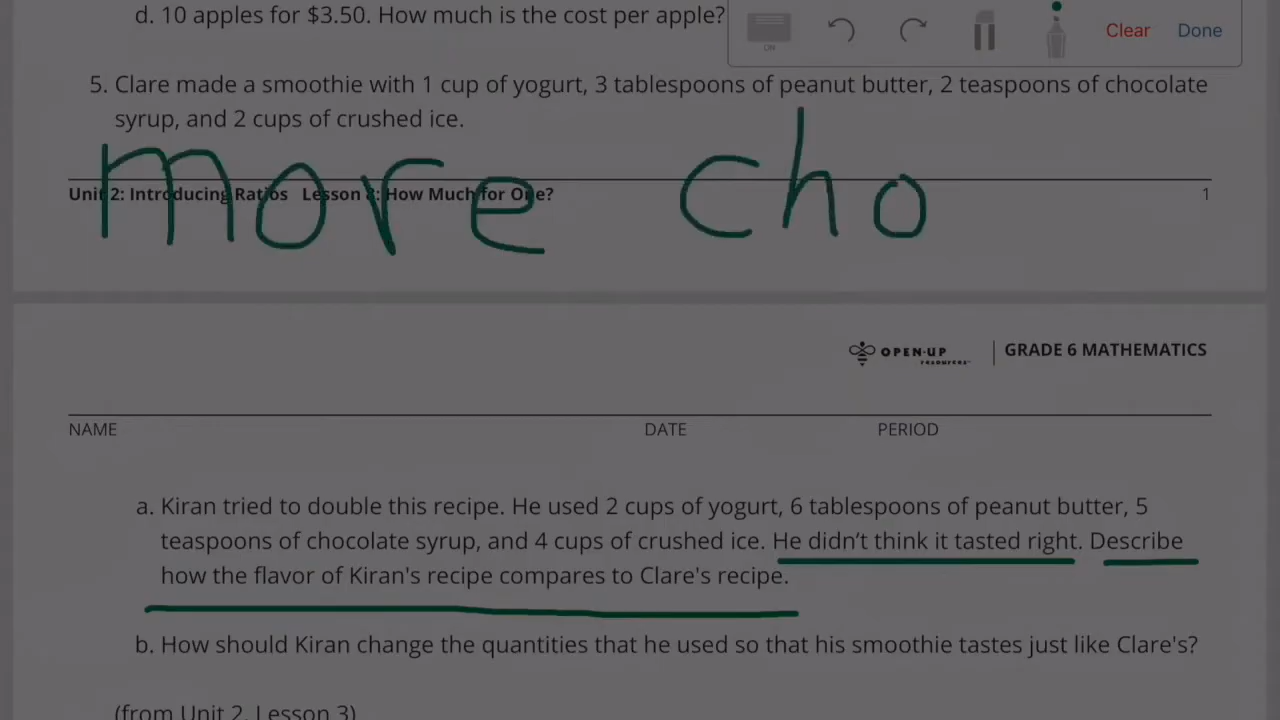 d. 10 apples for $3.50. How much is the cost per apple?
ON
Clear
Done
5. Clare made a smoothie with 1 cup of yogurt, 3 tablespoons of peanut butter, 2 teaspoons of chocolate
syrup, and 2 cups of crushed ice.
more cho
Unit 2: Introducing Ratios Lesson 8: How Much for One?
1
OPEN-UP
RESOURCES
GRADE 6 MATHEMATICS
NAME
DATE
PERIOD
a. Kiran tried to double this recipe. He used 2 cups of yogurt, 6 tablespoons of peanut butter, 5
teaspoons of chocolate syrup, and 4 cups of crushed ice. He didn’t think it tasted right. Describe
how the flavor of Kiran's recipe compares to Clare's recipe.
b. How should Kiran change the quantities that he used so that his smoothie tastes just like Clare's?
(from Unit 2, Lesson 3)